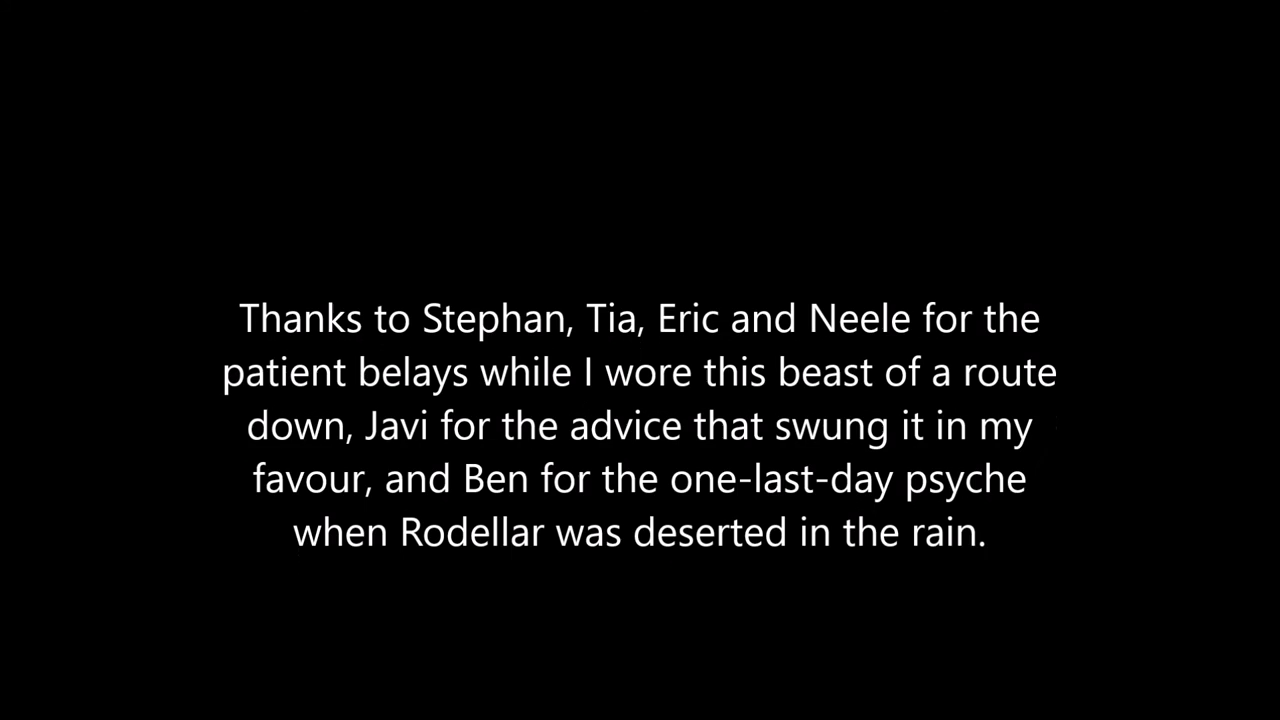 Thanks to Stephan, Tia, Eric and Neele for the
patient belays while I wore this beast of a route
down, Javi for the advice that swung it in my
favour, and Ben for the one-last-day psyche
when Rodellar was deserted in the rain.